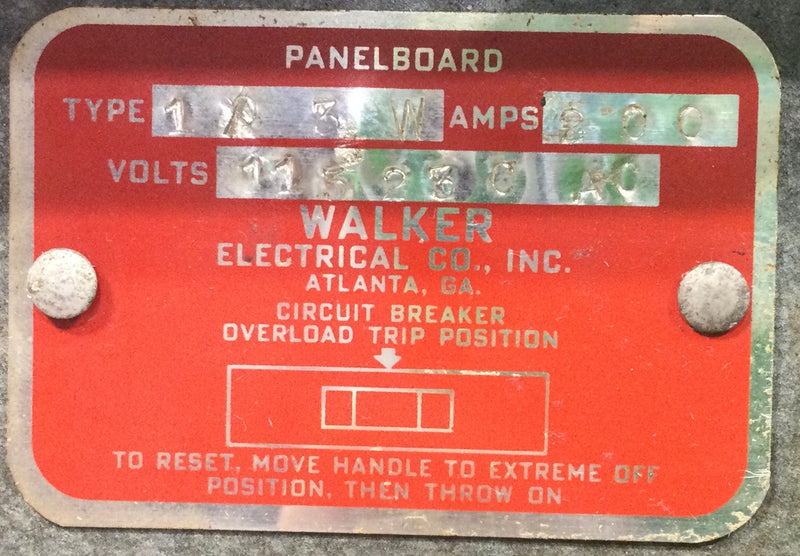 PANELBOARD
TYPE 1 Ø 3 W AMPS 200
VOLTS 115 230 AC
WALKER
ELECTRICAL CO., INC.
ATLANTA, GA.
CIRCUIT BREAKER
OVERLOAD TRIP POSITION
TO RESET, MOVE HANDLE TO EXTREME OFF
POSITION, THEN THROW ON